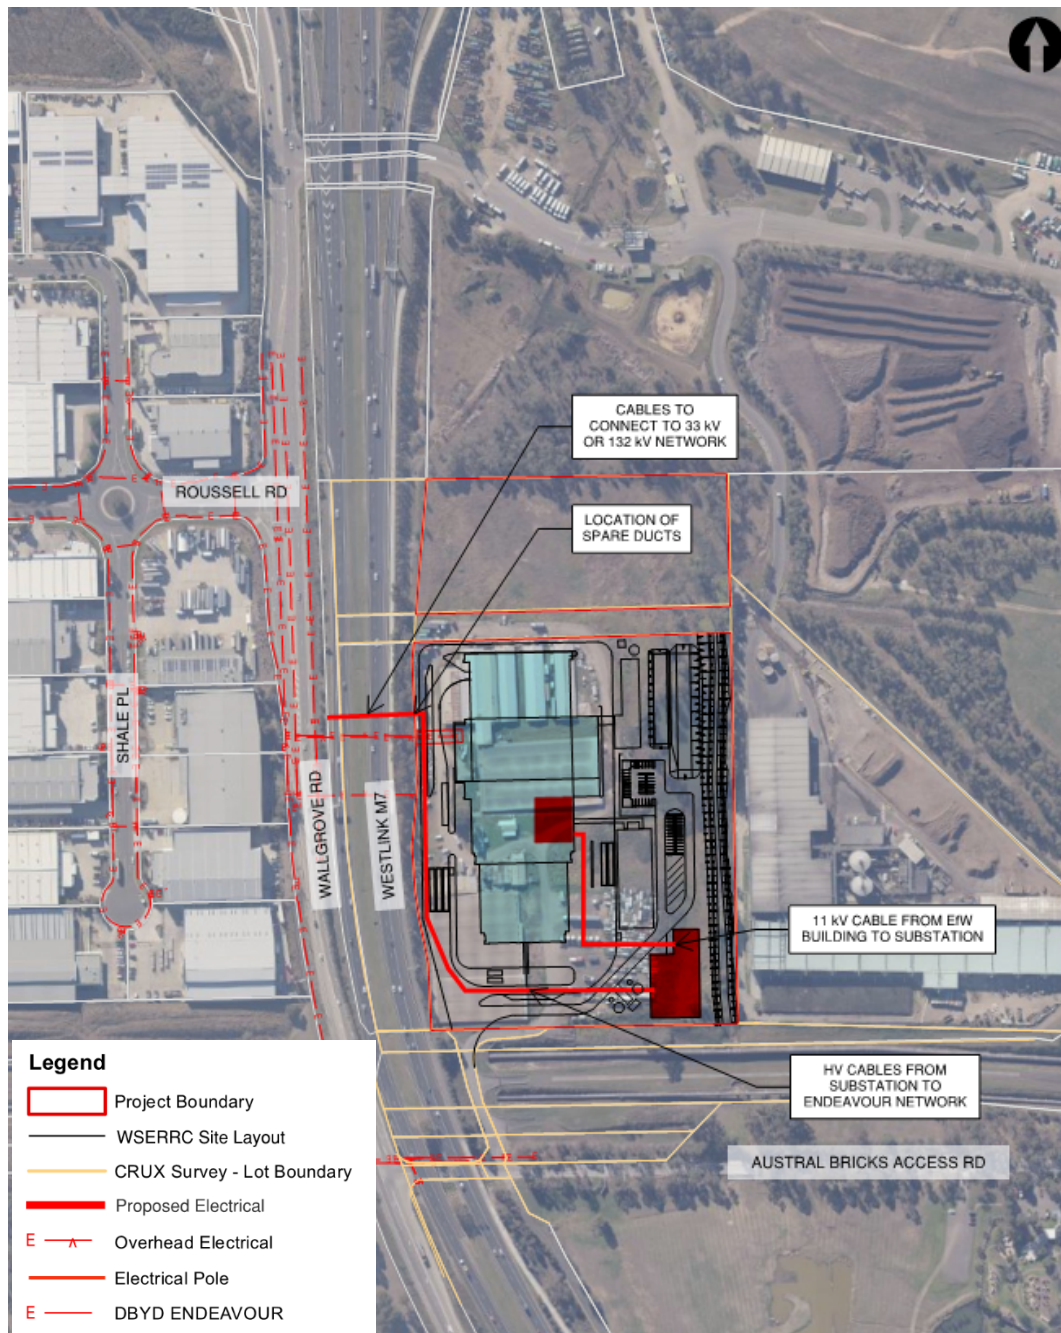 CABLES TO
CONNECT TO 33 kV
OR 132 kV NETWORK
ROUSSELL RD
LOCATION OF
SPARE DUCTS
SHALE PL
WALLGROVE RD
WESTLINK M7
11 kV CABLE FROM EfW
BUILDING TO SUBSTATION
HV CABLES FROM
SUBSTATION TO
ENDEAVOUR NETWORK
AUSTRAL BRICKS ACCESS RD
Legend
Project Boundary
WSERRC Site Layout
CRUX Survey - Lot Boundary
Proposed Electrical
E Overhead Electrical
Electrical Pole
E DBYD ENDEAVOUR